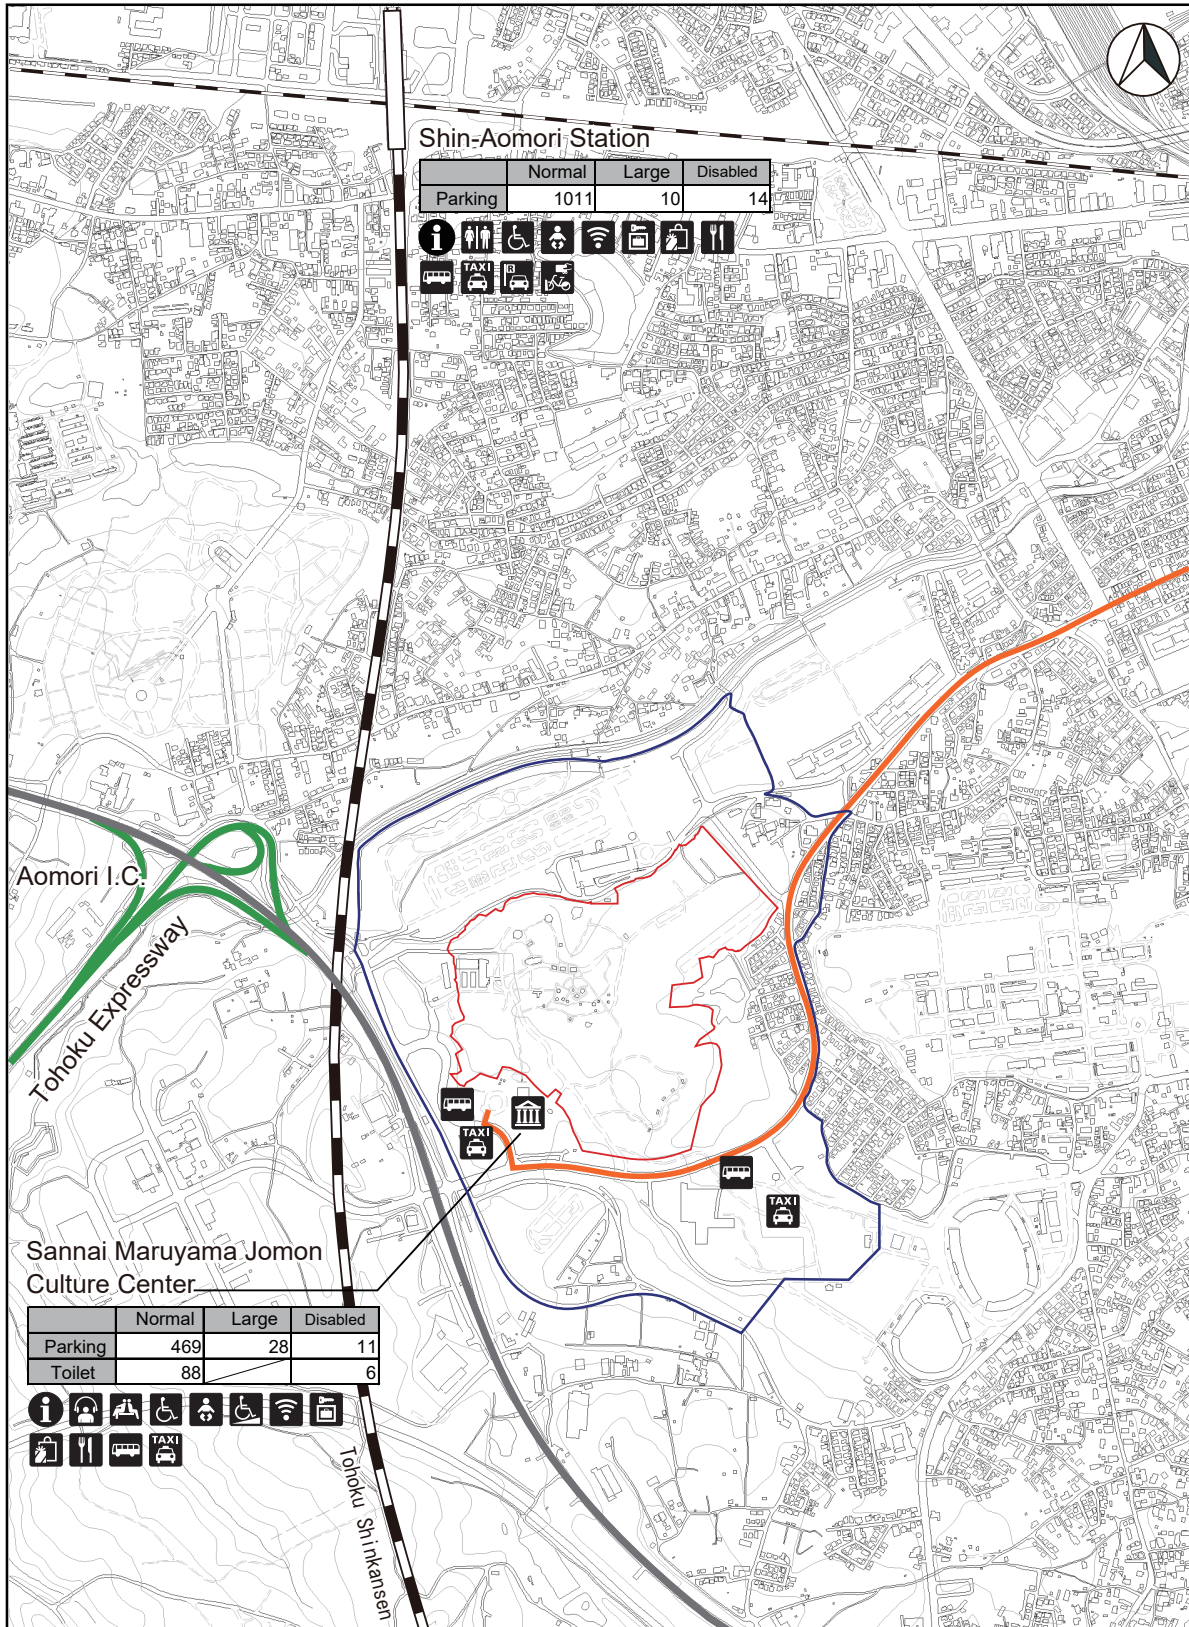 Shin-Aomori Station
Normal Large Disabled
Parking 1011 10 14
i
TAXI R
Aomori I.C.
Tohoku Expressway
TAXI
TAXI
Sannai Maruyama Jomon
Culture Center
Normal Large Disabled
Parking 469 28 11
Toilet 88 6
i
TAXI
Tohoku Shinkansen